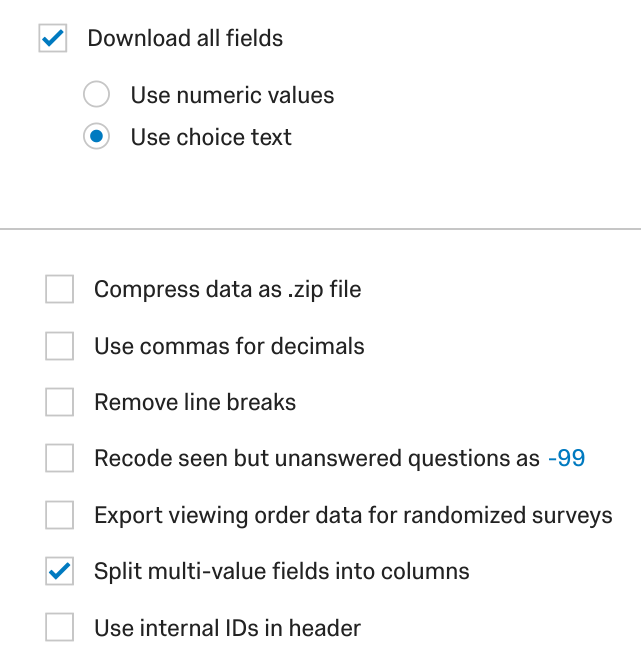 Download all fields
Use numeric values
Use choice text
Compress data as .zip file
Use commas for decimals
Remove line breaks
Recode seen but unanswered questions as -99
Export viewing order data for randomized surveys
Split multi-value fields into columns
Use internal IDs in header